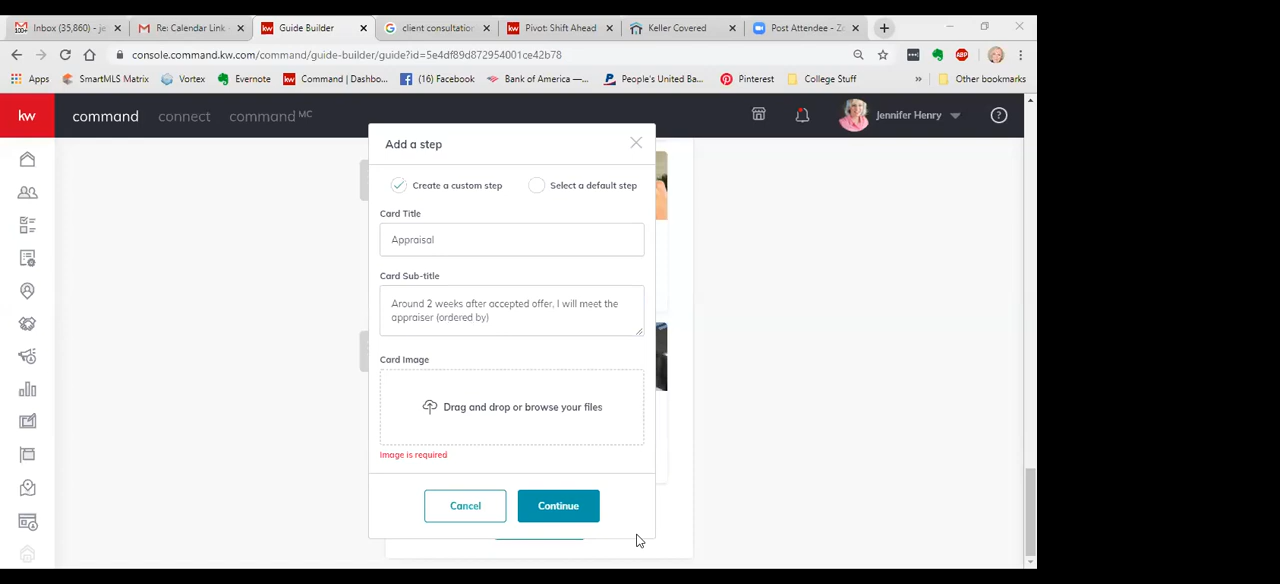 100+ Inbox (35,860) - je
Re: Calendar Link -
kw Guide Builder
client consultation
kw Pivot: Shift Ahead
Keller Covered
Post Attendee - Z
console.command.kw.com/command/guide-builder/guide?id=5e4df89d872954001ce42b78
ABP
Apps
SmartMLS Matrix
Vortex
Evernote
kw Command | Dashbo...
(16) Facebook
Bank of America —...
People's United Ba...
Pinterest
College Stuff
»
Other bookmarks
kw
command
connect
command MC
Jennifer Henry
?
Add a step
Create a custom step
Select a default step
Card Title
Appraisal
Card Sub-title
Around 2 weeks after accepted offer, I will meet the
appraiser (ordered by)
Card Image
Drag and drop or browse your files
Image is required
Cancel
Continue